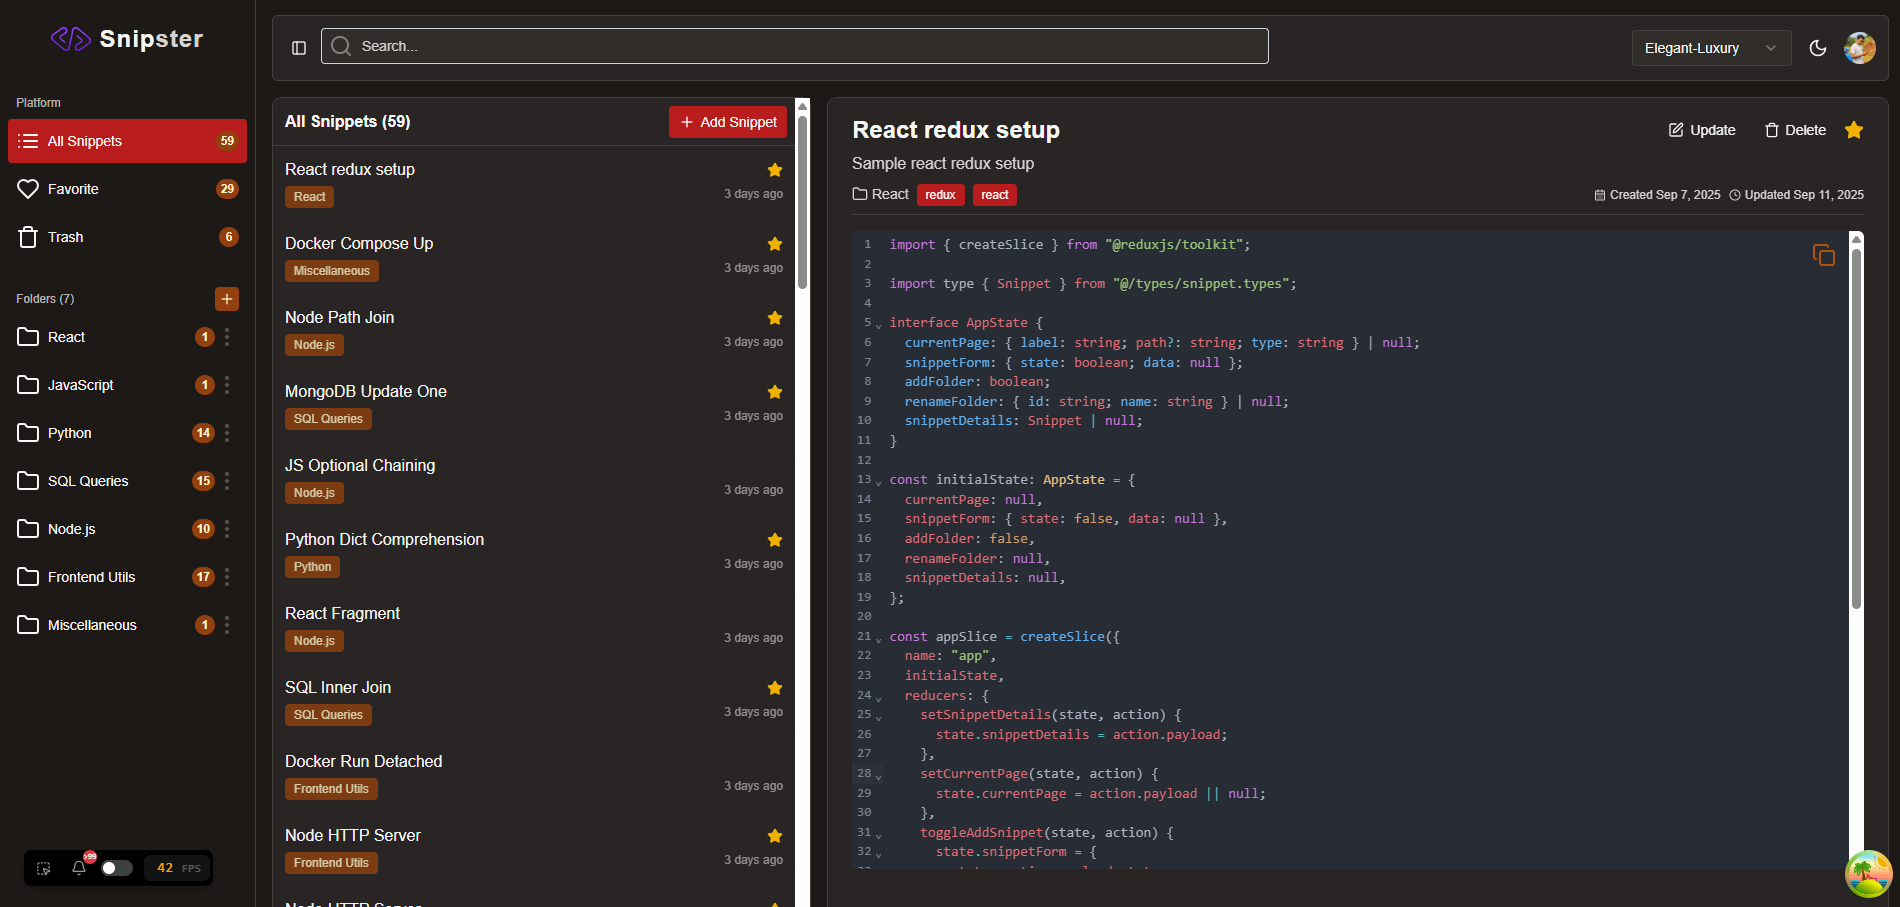 Snipster
Platform
All Snippets 59
Favorite 29
Trash 6
Folders (7)
React 1
JavaScript 1
Python 14
SQL Queries 15
Node.js 10
Frontend Utils 17
Miscellaneous 1
>99
42 FPS
Search...
Elegant-Luxury
All Snippets (59)
Add Snippet
React redux setup
React
3 days ago
Docker Compose Up
Miscellaneous
3 days ago
Node Path Join
Node.js
3 days ago
MongoDB Update One
SQL Queries
3 days ago
JS Optional Chaining
Node.js
3 days ago
Python Dict Comprehension
Python
3 days ago
React Fragment
Node.js
3 days ago
SQL Inner Join
SQL Queries
3 days ago
Docker Run Detached
Frontend Utils
3 days ago
Node HTTP Server
Frontend Utils
3 days ago
Node HTTP Server
React redux setup
Update Delete
Sample react redux setup
React redux react
Created Sep 7, 2025 Updated Sep 11, 2025
1 import { createSlice } from "@reduxjs/toolkit";
2
3 import type { Snippet } from "@/types/snippet.types";
4
5 interface AppState {
6 currentPage: { label: string; path?: string; type: string } | null;
7 snippetForm: { state: boolean; data: null };
8 addFolder: boolean;
9 renameFolder: { id: string; name: string } | null;
10 snippetDetails: Snippet | null;
11 }
12
13 const initialState: AppState = {
14 currentPage: null,
15 snippetForm: { state: false, data: null },
16 addFolder: false,
17 renameFolder: null,
18 snippetDetails: null,
19 };
20
21 const appSlice = createSlice({
22 name: "app",
23 initialState,
24 reducers: {
25 setSnippetDetails(state, action) {
26 state.snippetDetails = action.payload;
27 },
28 setCurrentPage(state, action) {
29 state.currentPage = action.payload || null;
30 },
31 toggleAddSnippet(state, action) {
32 state.snippetForm = {